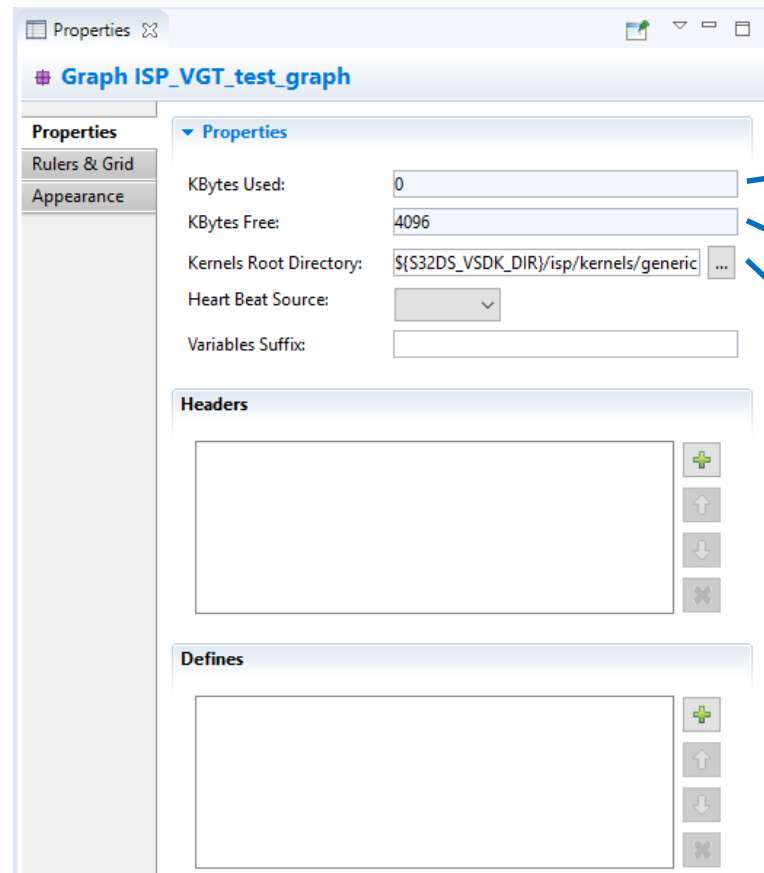 Properties
Graph ISP_VGT_test_graph
Properties
Rulers & Grid
Appearance
Properties
KBytes Used: 0
KBytes Free: 4096
Kernels Root Directory: ${S32DS_VSDK_DIR}/isp/kernels/generic ...
Heart Beat Source:
Variables Suffix:
Headers
Defines